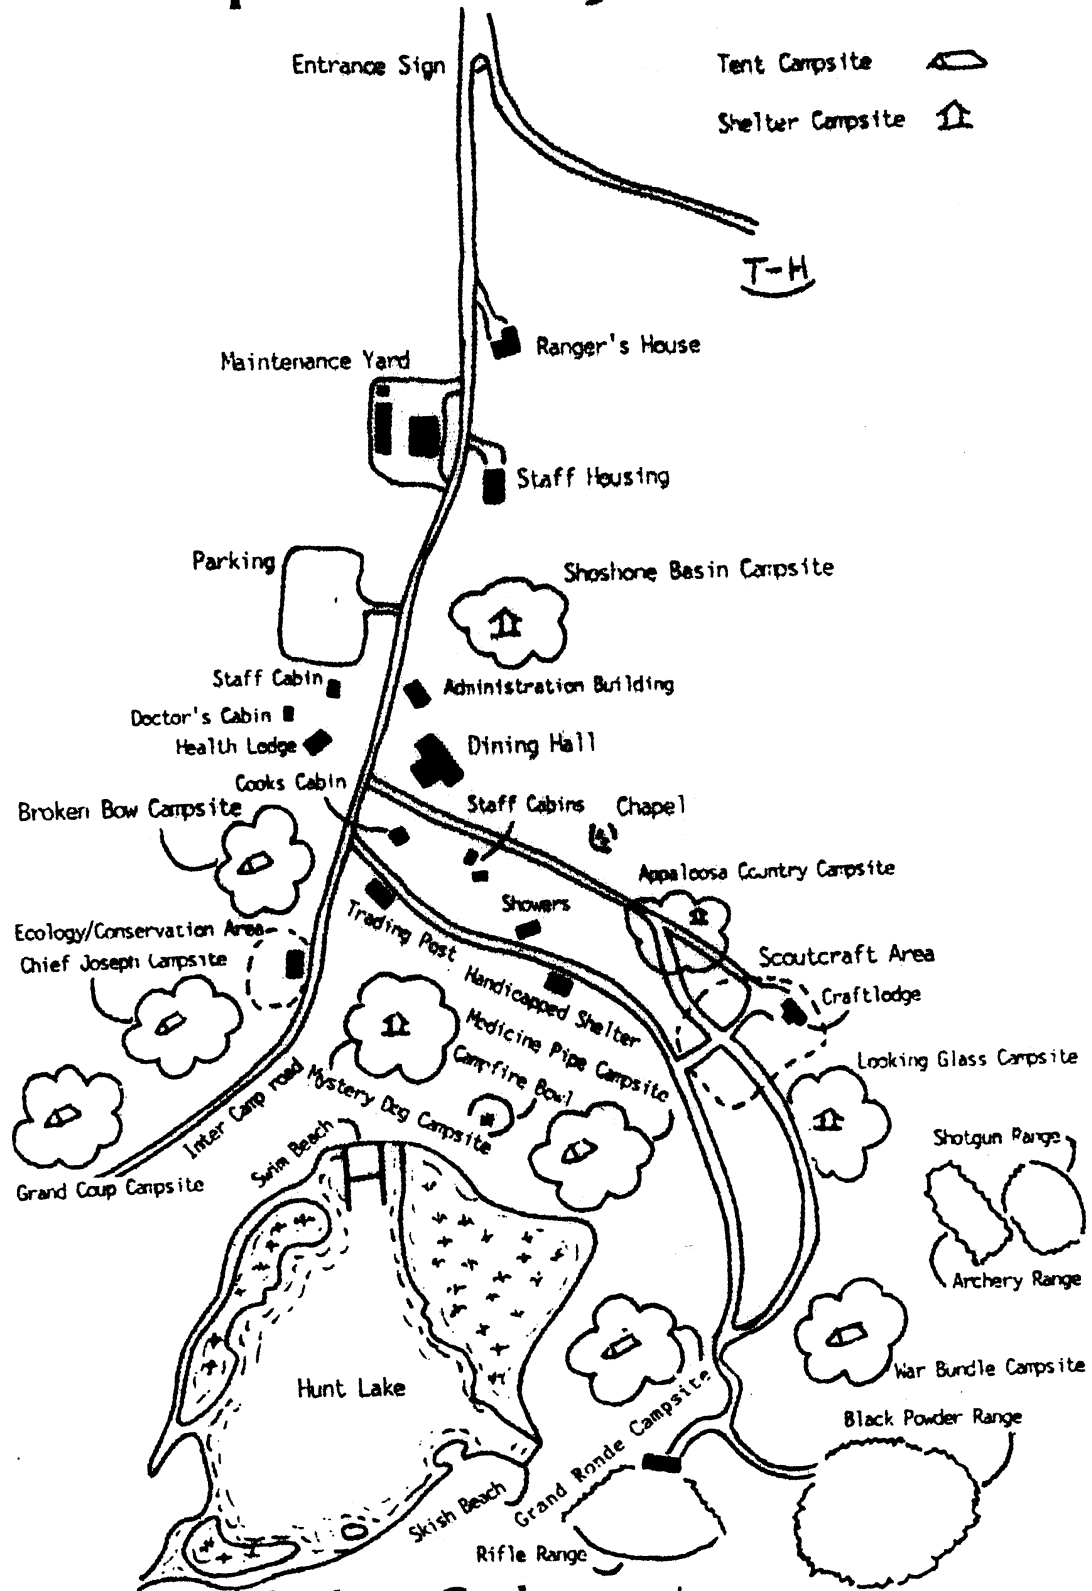 Entrance Sign
Tent Campsite
Shelter Campsite
T-H
Ranger's House
Maintenance Yard
Staff Housing
Parking
Shoshone Basin Campsite
Staff Cabin
Administration Building
Doctor's Cabin
Health Lodge
Dining Hall
Cooks Cabin
Staff Cabins
Chapel
Broken Bow Campsite
Appaloosa Country Campsite
Showers
Trading Post
Ecology/Conservation Area
Chief Joseph Campsite
Scoutcraft Area
Handicapped Shelter
Craftlodge
Medicine Pipe Campsite
Campfire Bowl
Looking Glass Campsite
Mystery Dog Campsite
Inter Camp road
Swim Beach
Shotgun Range
Grand Coup Campsite
Archery Range
War Bundle Campsite
Hunt Lake
Grand Ronde Campsite
Black Powder Range
Skish Beach
Rifle Range